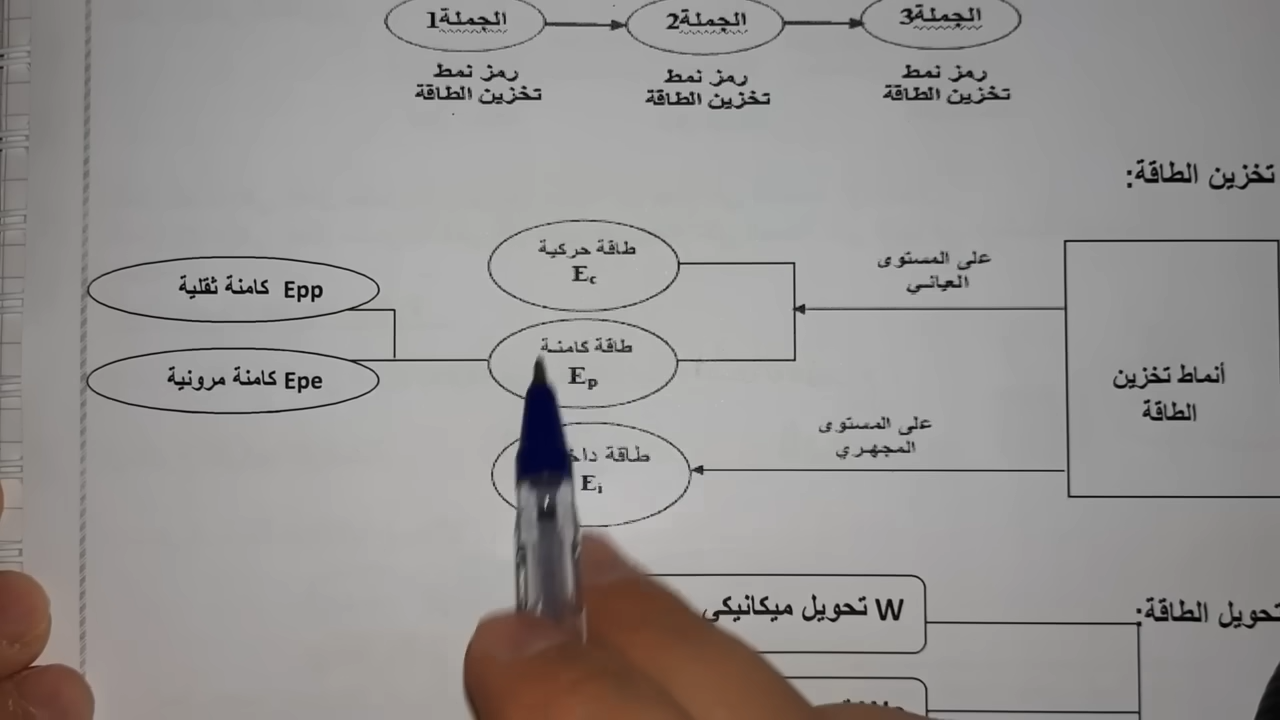 الجملة1
الجملة2
الجملة3
رمز نمط
تخزين الطاقة
رمز نمط
تخزين الطاقة
رمز نمط
تخزين الطاقة
تخزين الطاقة:
أنماط تخزين
الطاقة
على المستوى
العياني
طاقة حركية
Ec
طاقة كامنة
Ep
Epp كامنة ثقلية
Epe كامنة مرونية
على المستوى
المجهري
طاقة
Ei
تحويل الطاقة:
W تحويل ميكانيكي